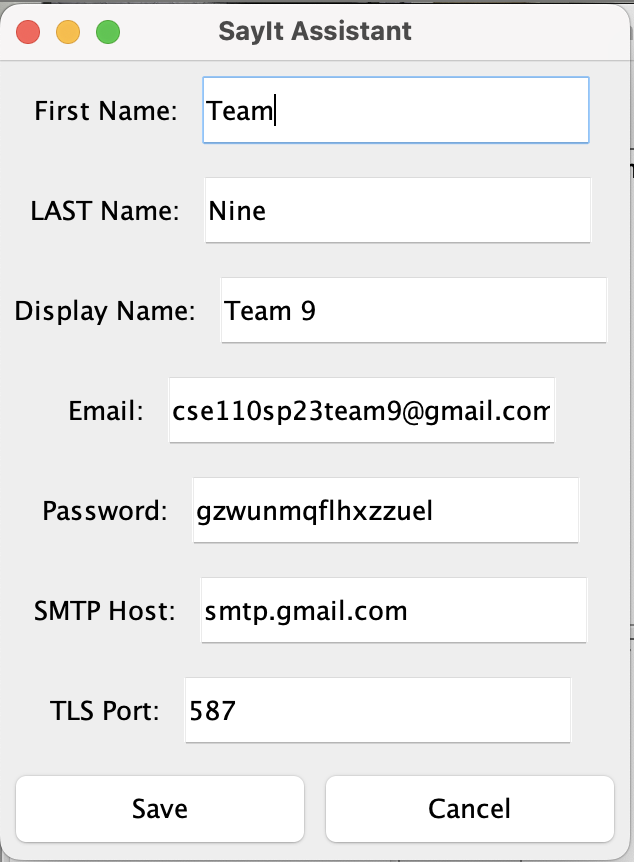 SayIt Assistant
First Name: Team
LAST Name: Nine
Display Name: Team 9
Email: cse110sp23team9@gmail.com
Password: gzwunmqflhxzzuel
SMTP Host: smtp.gmail.com
TLS Port: 587
Save Cancel